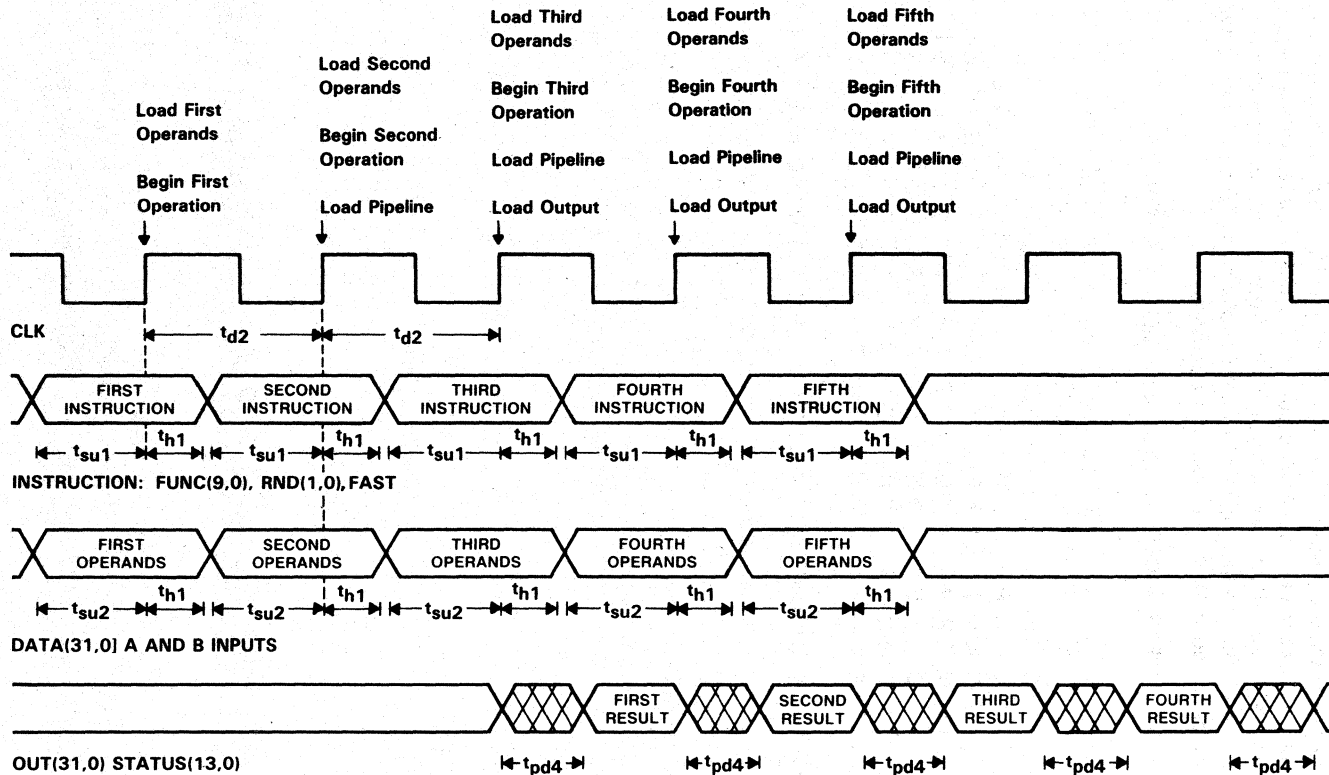 Load First
Operands
Begin First
Operation
Load Second
Operands
Begin Second
Operation
Load Pipeline
Load Third
Operands
Begin Third
Operation
Load Pipeline
Load Output
Load Fourth
Operands
Begin Fourth
Operation
Load Pipeline
Load Output
Load Fifth
Operands
Begin Fifth
Operation
Load Pipeline
Load Output
CLK
td2 td2
FIRST
INSTRUCTION
SECOND
INSTRUCTION
THIRD
INSTRUCTION
FOURTH
INSTRUCTION
FIFTH
INSTRUCTION
tsu1 th1 tsu1 th1 tsu1 th1 tsu1 th1 tsu1 th1
INSTRUCTION: FUNC(9,0), RND(1,0), FAST
FIRST
OPERANDS
SECOND
OPERANDS
THIRD
OPERANDS
FOURTH
OPERANDS
FIFTH
OPERANDS
tsu2 th1 tsu2 th1 tsu2 th1 tsu2 th1 tsu2 th1
DATA(31,0] A AND B INPUTS
FIRST
RESULT
SECOND
RESULT
THIRD
RESULT
FOURTH
RESULT
OUT(31,0) STATUS(13,0)
tpd4 tpd4 tpd4 tpd4 tpd4